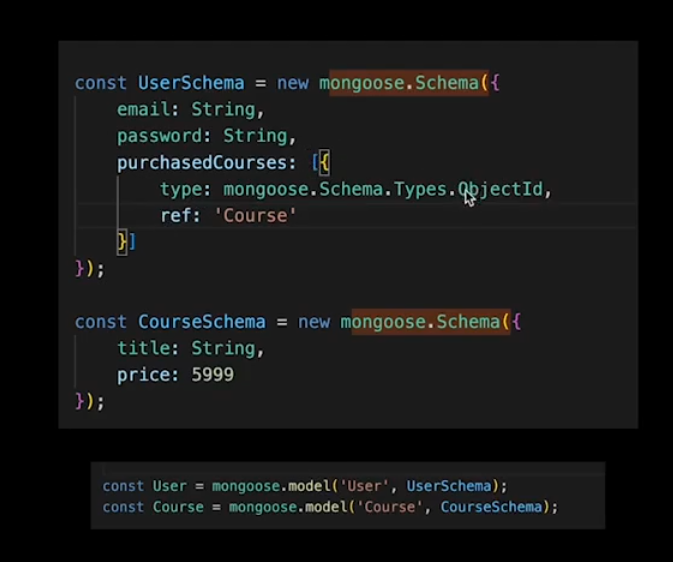 const UserSchema = new mongoose.Schema({
email: String,
password: String,
purchasedCourses: [{
type: mongoose.Schema.Types.ObjectId,
ref: 'Course'
}]
});
const CourseSchema = new mongoose.Schema({
title: String,
price: 5999
});
const User = mongoose.model('User', UserSchema);
const Course = mongoose.model('Course', CourseSchema);